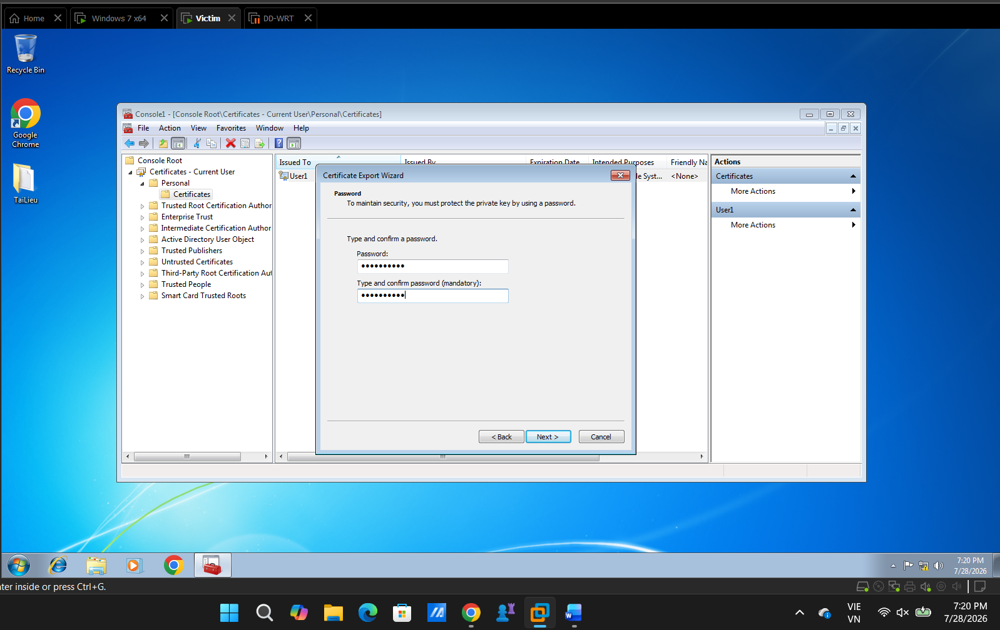 Home
Windows 7 x64
Victim
DD-WRT
Recycle Bin
Google
Chrome
TaiLieu
Console1 - [Console Root\Certificates - Current User\Personal\Certificates]
File Action View Favorites Window Help
Console Root
Certificates - Current User
Personal
Certificates
Trusted Root Certification Author
Enterprise Trust
Intermediate Certification Author
Active Directory User Object
Trusted Publishers
Untrusted Certificates
Third-Party Root Certification Aut
Trusted People
Smart Card Trusted Roots
Issued To Issued By Expiration Date Intended Purposes Friendly Na
User1 le Syst... <None>
Certificate Export Wizard
Password
To maintain security, you must protect the private key by using a password.
Type and confirm a password.
Password:
Type and confirm password (mandatory):
< Back Next > Cancel
Actions
Certificates
More Actions
User1
More Actions
7:20 PM
7/28/2026
nter inside or press Ctrl+G.
VIE
VN
7:20 PM
7/28/2026